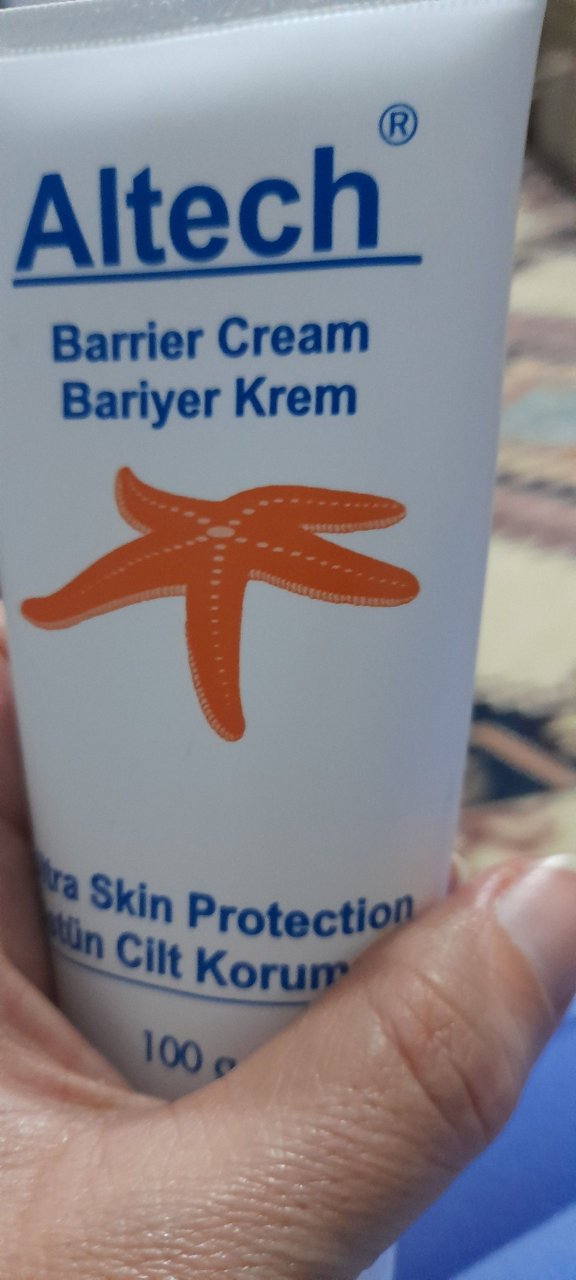 Altech®
Barrier Cream
Bariyer Krem
Skin Protection
Cilt
100